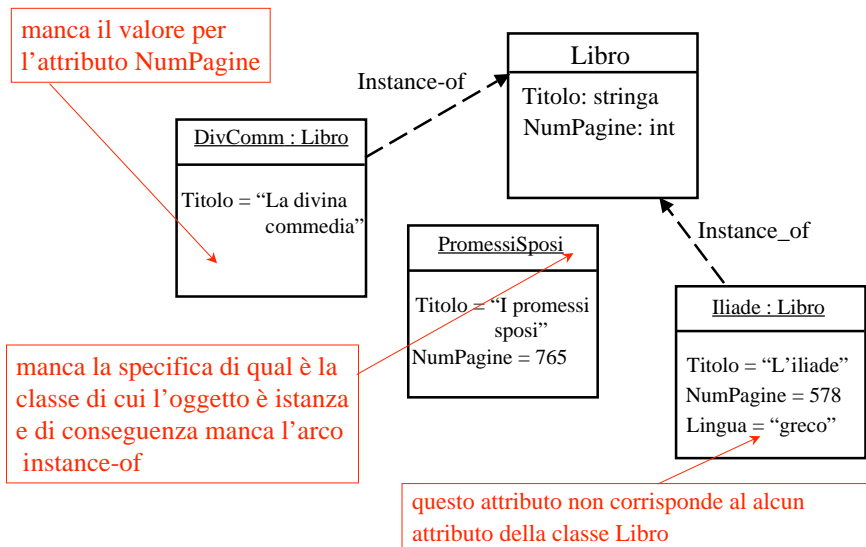 manca il valore per
l’attributo NumPagine
Libro
Titolo: stringa
NumPagine: int
Instance-of
DivComm : Libro
Titolo = “La divina
commedia”
PromessiSposi
Titolo = “I promessi
sposi”
NumPagine = 765
Instance_of
Iliade : Libro
Titolo = “L’iliade”
NumPagine = 578
Lingua = “greco”
manca la specifica di qual è la
classe di cui l’oggetto è istanza
e di conseguenza manca l’arco
instance-of
questo attributo non corrisponde al alcun
attributo della classe Libro